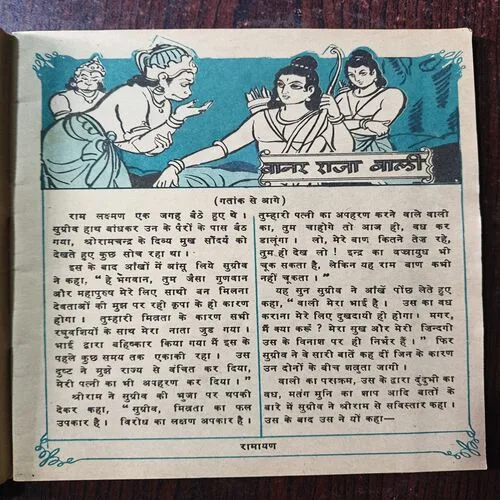 वानर राजा वाली
(गतांक से आगे)
राम लक्ष्मण एक जगह बैठे हुए थे।
सुग्रीव हाथ बांधकर उन के पैरों के पास बैठ
गया, श्रीरामचन्द्र के दिव्य मुख सौंदर्य को
देखते हुए कुछ सोच रहा था।
इस के बाद आंखों में आंसू लिये सुग्रीव
ने कहा, "हे भगवान, तुम जैसा गुणवान
और महापुरुष मेरे लिए साथी बन मिलना
देवताओं की मुझ पर रही कृपा के ही कारण
होगा। तुम्हारी मित्रता के कारण सभी
रघुवंशियों के साथ मेरा नाता जुड़ गया।
भाई द्वारा बहिष्कार किया गया मैं इस के
पहले कुछ समय तक एकाकी रहा। उस
दुष्ट ने मुझे राज्य से वंचित कर दिया,
मेरी पत्नी का भी अपहरण कर दिया।"
श्रीराम ने सुग्रीव की भुजा पर थपकी
देकर कहा, "सुग्रीव, मित्रता का फल
उपकार है। विरोध का लक्षण अपकार है।
तुम्हारी पत्नी का अपहरण करने वाले वाली
का, तुम चाहोगे तो आज ही, वध कर
डालूंगा। लो, मेरे बाण कितने तेज रहे,
तुम ही देख लो। इन्द्र का वज्रायुध भी
चूक सकता है, लेकिन यह राम बाण कभी
नहीं चूकता।"
यह सुन सुग्रीव ने आंखें पोंछ लेते हुए
कहा, "वाली मेरा भाई है। उस का वध
कराना मेरे लिए दुखदायी ही होगा। मगर,
मैं क्या करूँ? मेरा सुख और मेरी ज़िन्दगी
उस के विनाश पर ही निर्भर हैं।" फिर
सुग्रीव ने वे सारी बातें कह दीं जिन के कारण
उन दोनों के बीच शत्रुता जागी।
वाली का पराक्रम, उस के द्वारा दुंदुभी का
वध, मतंग मुनि का शाप आदि बातों के
बारे में सुग्रीव ने श्रीराम से सविस्तार कहा।
उस के बाद उस ने यों कहा—
रामायण